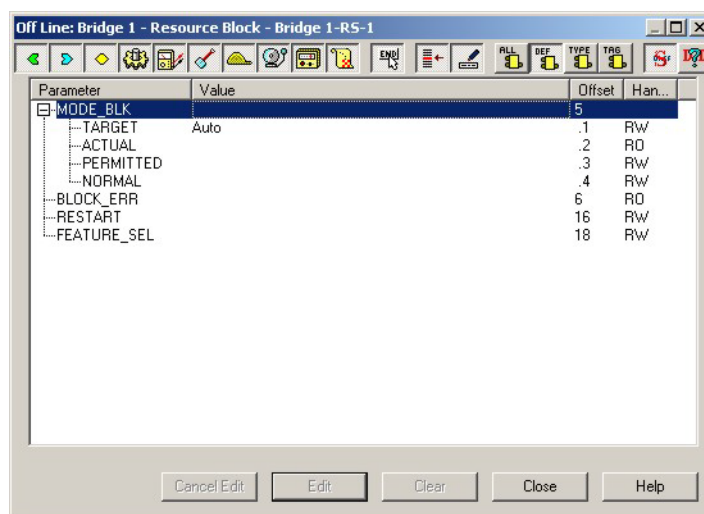 Off Line: Bridge 1 - Resource Block - Bridge 1-RS-1
END ALL DEF TYPE TAG
Parameter Value Offset Han...
MODE_BLK 5
TARGET Auto .1 RW
ACTUAL .2 RO
PERMITTED .3 RW
NORMAL .4 RW
BLOCK_ERR 6 RO
RESTART 16 RW
FEATURE_SEL 18 RW
Cancel Edit Edit Clear Close Help